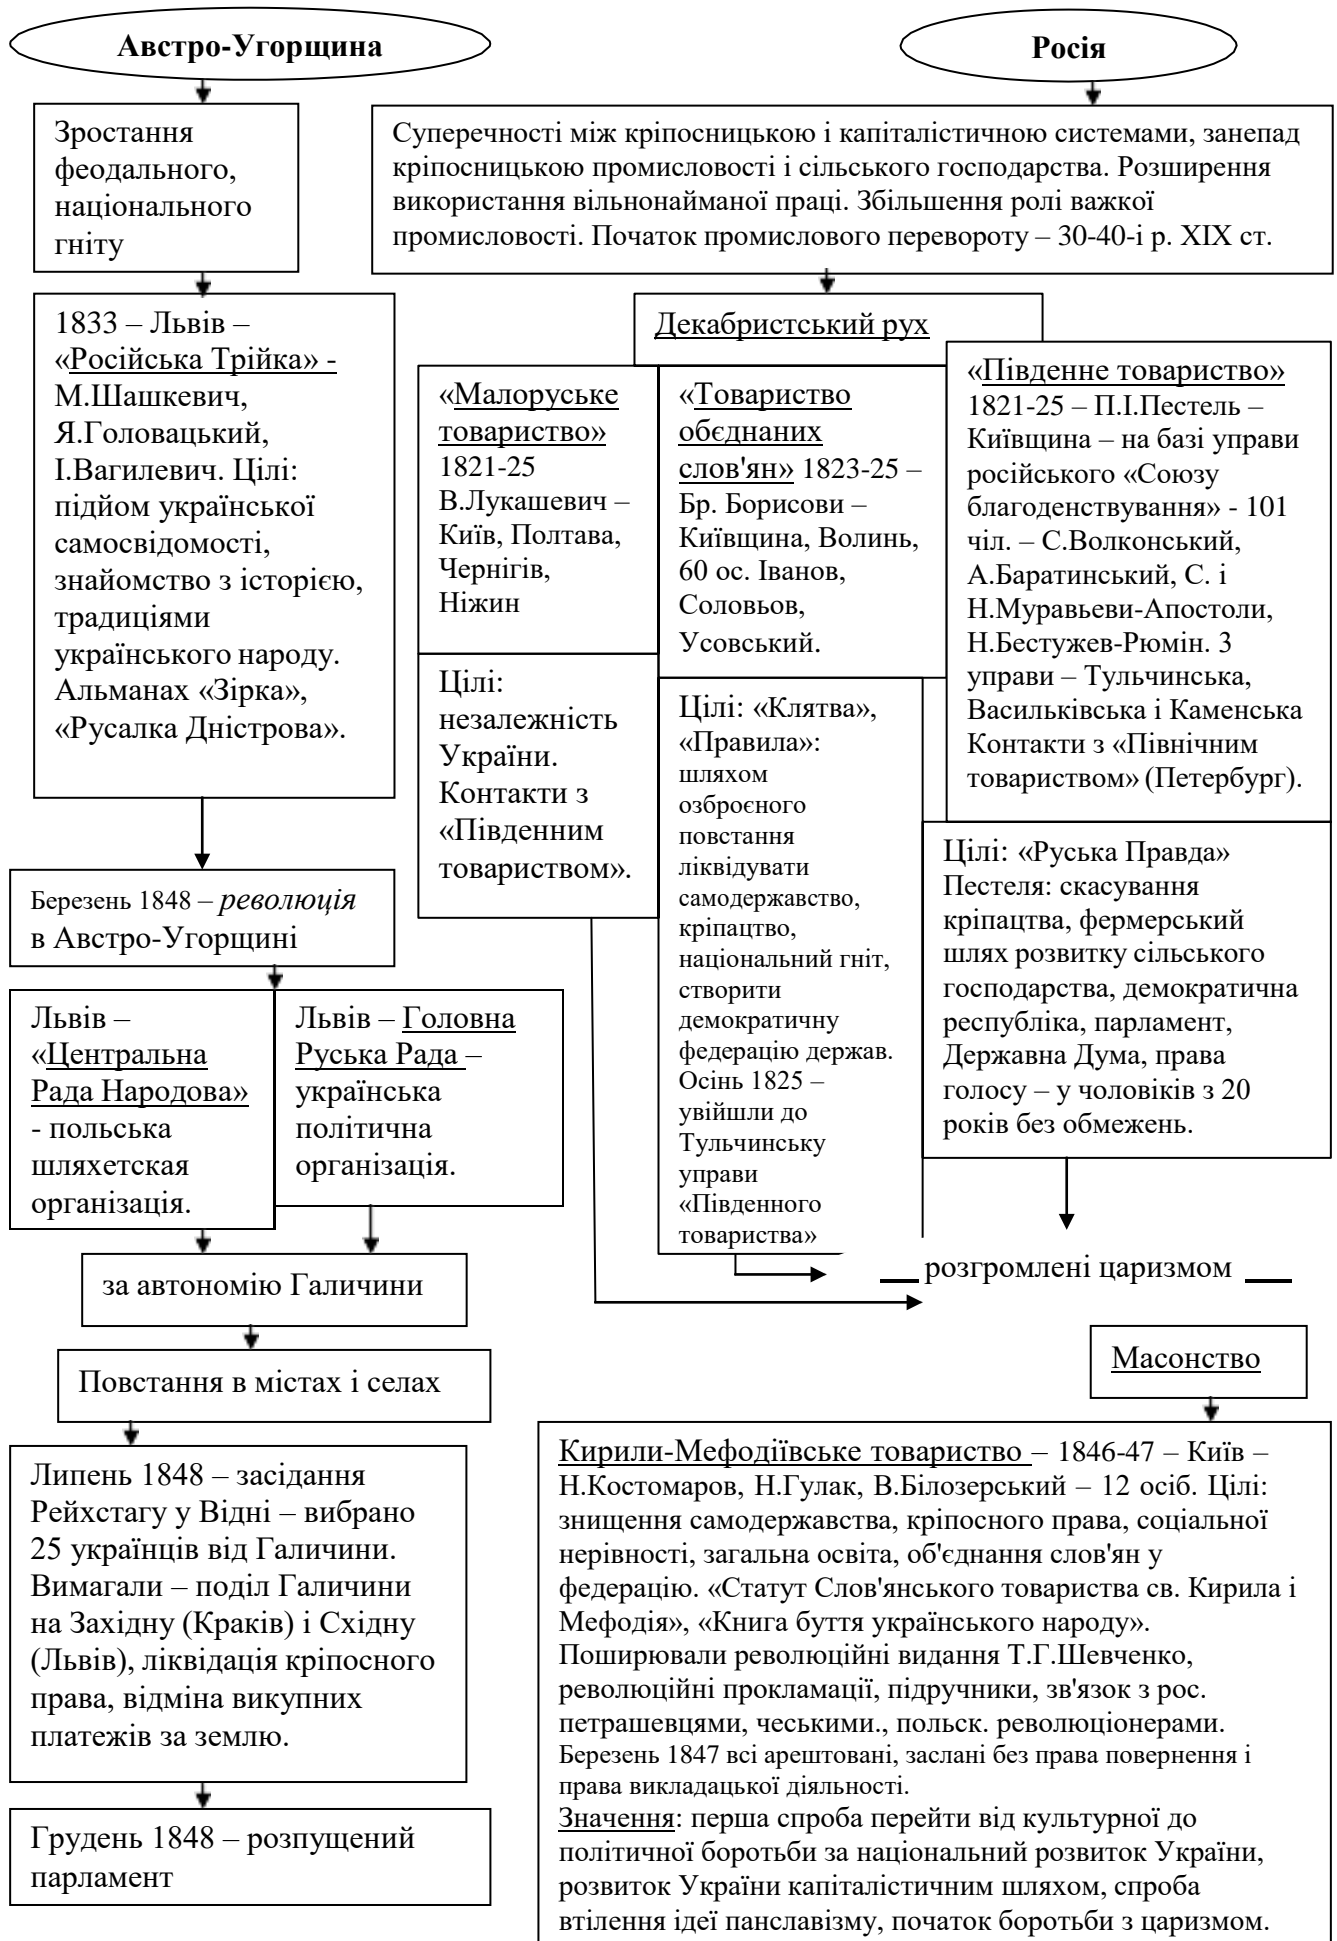 Австро-Угорщина
Зростання
феодального,
національного
гніту
1833 – Львів –
«Російська Трійка» -
М.Шашкевич,
Я.Головацький,
І.Вагилевич. Цілі:
підйом української
самосвідомості,
знайомство з історією,
традиціями
українського народу.
Альманах «Зірка»,
«Русалка Дністрова».
Березень 1848 – революція
в Австро-Угорщині
Львів –
«Центральна
Рада Народова»
- польська
шляхетская
організація.
Львів – Головна
Руська Рада –
українська
політична
організація.
за автономію Галичини
Повстання в містах і селах
Липень 1848 – засідання
Рейхстагу у Відні – вибрано
25 українців від Галичини.
Вимагали – поділ Галичини
на Західну (Краків) і Східну
(Львів), ліквідація кріпосного
права, відміна викупних
платежів за землю.
Грудень 1848 – розпущений
парламент
Росія
Суперечності між кріпосницькою і капіталістичною системами, занепад
кріпосницькою промисловості і сільського господарства. Розширення
використання вільнонайманої праці. Збільшення ролі важкої
промисловості. Початок промислового перевороту – 30-40-і р. XIX ст.
Декабристський рух
«Малоруське
товариство»
1821-25
В.Лукашевич –
Київ, Полтава,
Чернігів,
Ніжин
Цілі:
незалежність
України.
Контакти з
«Південним
товариством».
«Товариство
обєднаних
слов'ян» 1823-25 –
Бр. Борисови –
Київщина, Волинь,
60 ос. Іванов,
Соловьов,
Усовський.
Цілі: «Клятва»,
«Правила»:
шляхом
озброєного
повстання
ліквідувати
самодержавство,
кріпацтво,
національний гніт,
створити
демократичну
федерацію держав.
Осінь 1825 –
увійшли до
Тульчинську
управи
«Південного
товариства»
«Південне товариство»
1821-25 – П.І.Пестель –
Київщина – на базі управи
російського «Союзу
благоденствування» - 101
чіл. – С.Волконський,
А.Баратинський, С. і
Н.Муравьеви-Апостоли,
Н.Бестужев-Рюмін. 3
управи – Тульчинська,
Васильківська і Каменська
Контакти з «Північним
товариством» (Петербург).
Цілі: «Руська Правда»
Пестеля: скасування
кріпацтва, фермерський
шлях розвитку сільського
господарства, демократична
республіка, парламент,
Державна Дума, права
голосу – у чоловіків з 20
років без обмежень.
розгромлені царизмом
Масонство
Кирили-Мефодіївське товариство – 1846-47 – Київ –
Н.Костомаров, Н.Гулак, В.Білозерський – 12 осіб. Цілі:
знищення самодержавства, кріпосного права, соціальної
нерівності, загальна освіта, об'єднання слов'ян у
федерацію. «Статут Слов'янського товариства св. Кирила і
Мефодія», «Книга буття українського народу».
Поширювали революційні видання Т.Г.Шевченко,
революційні прокламації, підручники, зв'язок з рос.
петрашевцями, чеськими., польск. революціонерами.
Березень 1847 всі арештовані, заслані без права повернення і
права викладацької діяльності.
Значення: перша спроба перейти від культурної до
політичної боротьби за національний розвиток України,
розвиток України капіталістичним шляхом, спроба
втілення ідеї панславізму, початок боротьби з царизмом.